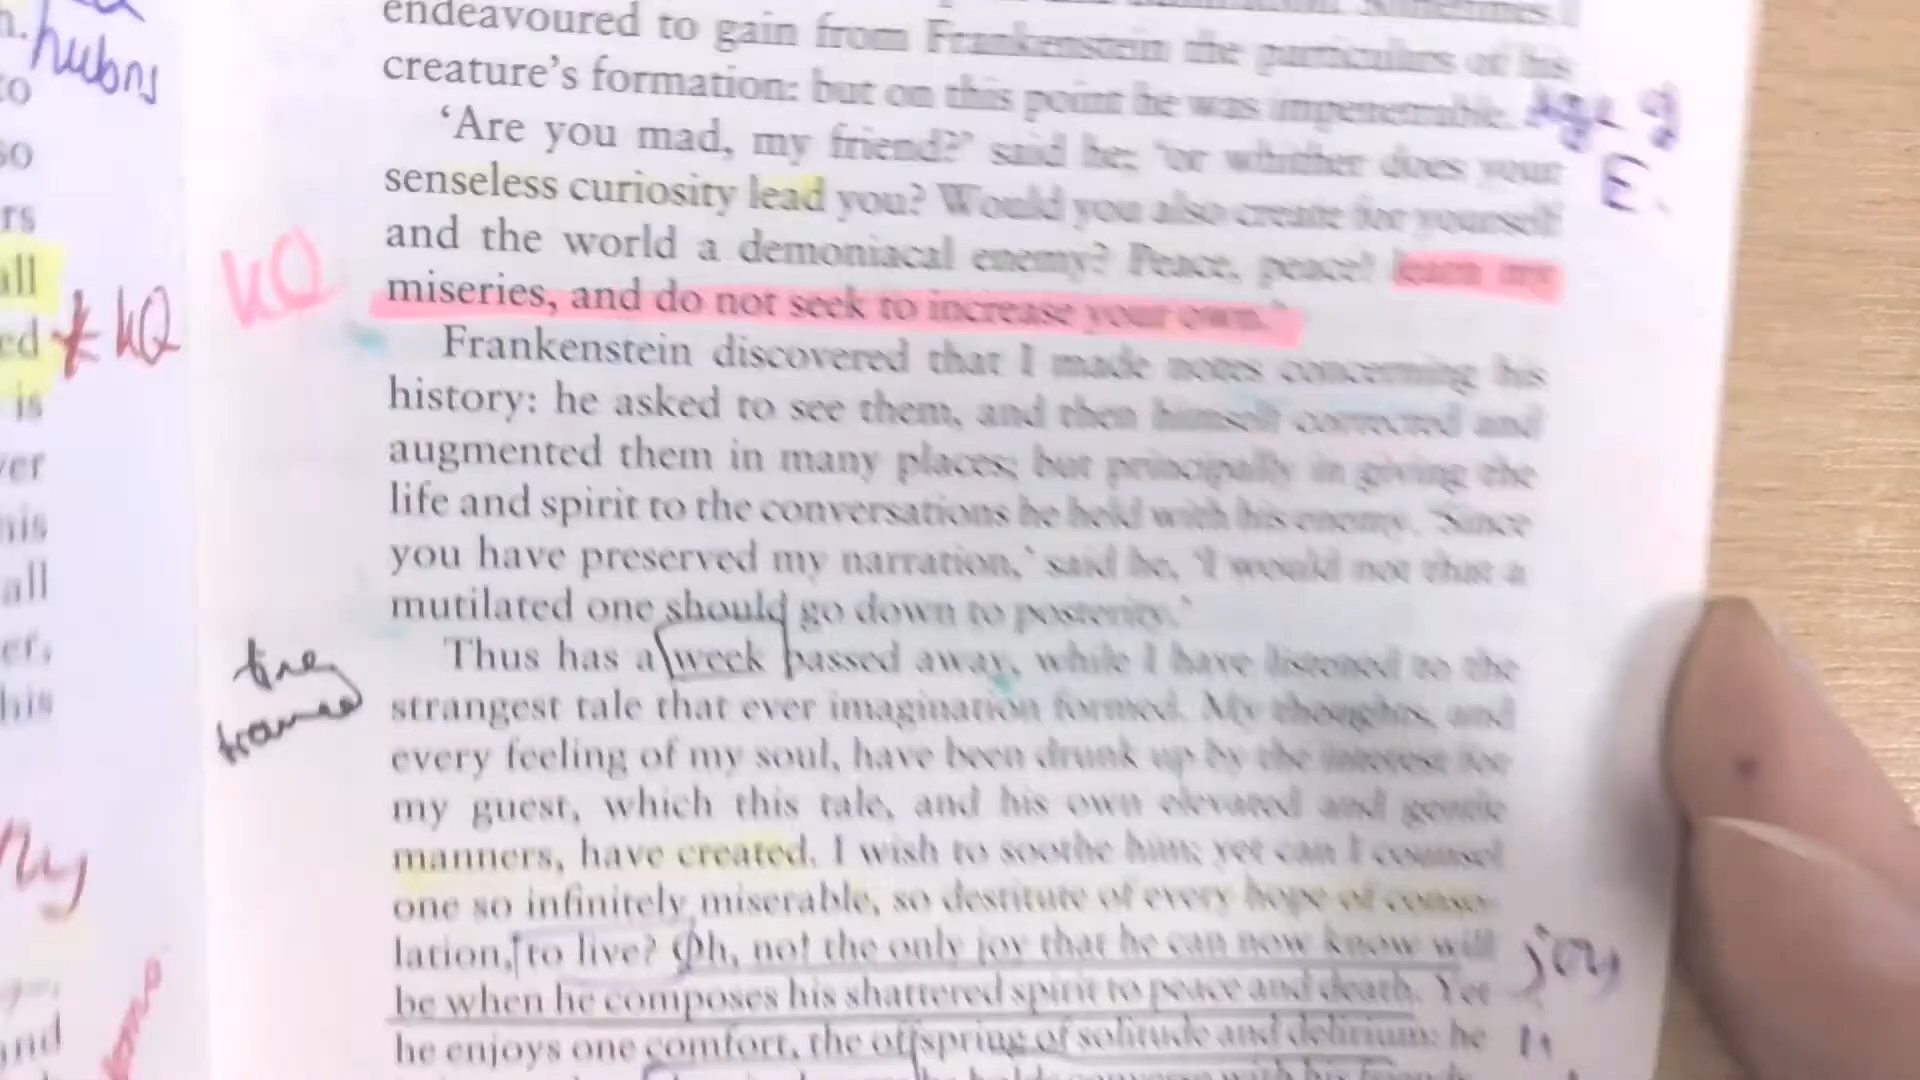 hubris
endeavoured to gain from Frankenstein the particulars of his
creature's formation: but on this point he was impenetrable.
Age of
E.
'Are you mad, my friend?' said he; 'or whither does your
senseless curiosity lead you? Would you also create for yourself
and the world a demoniacal enemy? Peace, peace! learn my
KQ
miseries, and do not seek to increase your own.'
all
ed * KQ
Frankenstein discovered that I made notes concerning his
is
history: he asked to see them, and then himself corrected and
augmented them in many places; but principally in giving the
life and spirit to the conversations he held with his enemy. 'Since
you have preserved my narration,' said he, 'I would not that a
all
mutilated one should go down to posterity.'
Thus has a week passed away, while I have listened to the
strangest tale that ever imagination formed. My thoughts, and
every feeling of my soul, have been drunk up by the interest for
my guest, which this tale, and his own elevated and gentle
manners, have created. I wish to soothe him; yet can I counsel
one so infinitely miserable, so destitute of every hope of conso-
lation, to live? Oh, no! the only joy that he can now know will
joy
be when he composes his shattered spirit to peace and death. Yet
he enjoys one comfort, the offspring of solitude and delirium: he
converse with his friends